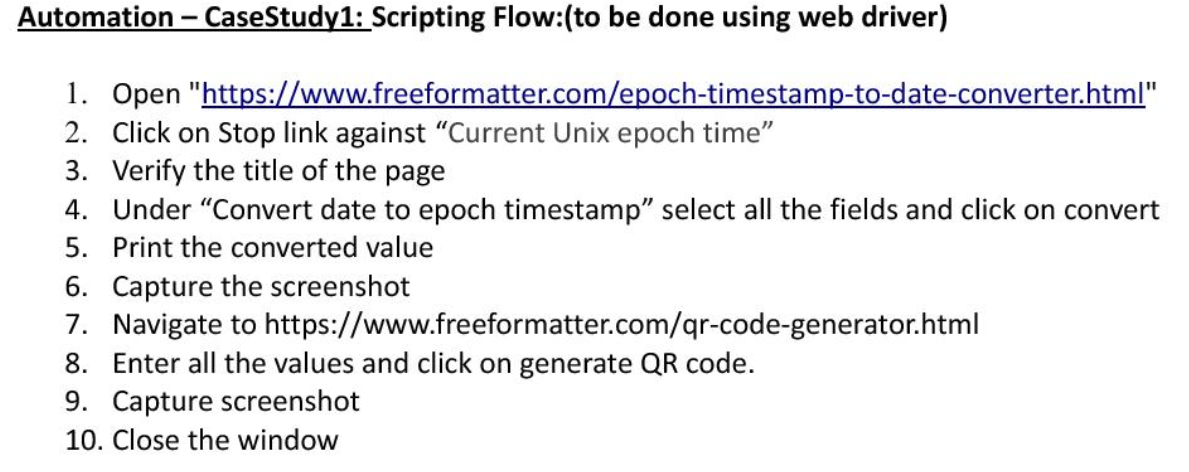 Automation – CaseStudy1: Scripting Flow:(to be done using web driver)
1. Open "https://www.freeformatter.com/epoch-timestamp-to-date-converter.html"
2. Click on Stop link against “Current Unix epoch time”
3. Verify the title of the page
4. Under “Convert date to epoch timestamp” select all the fields and click on convert
5. Print the converted value
6. Capture the screenshot
7. Navigate to https://www.freeformatter.com/qr-code-generator.html
8. Enter all the values and click on generate QR code.
9. Capture screenshot
10. Close the window